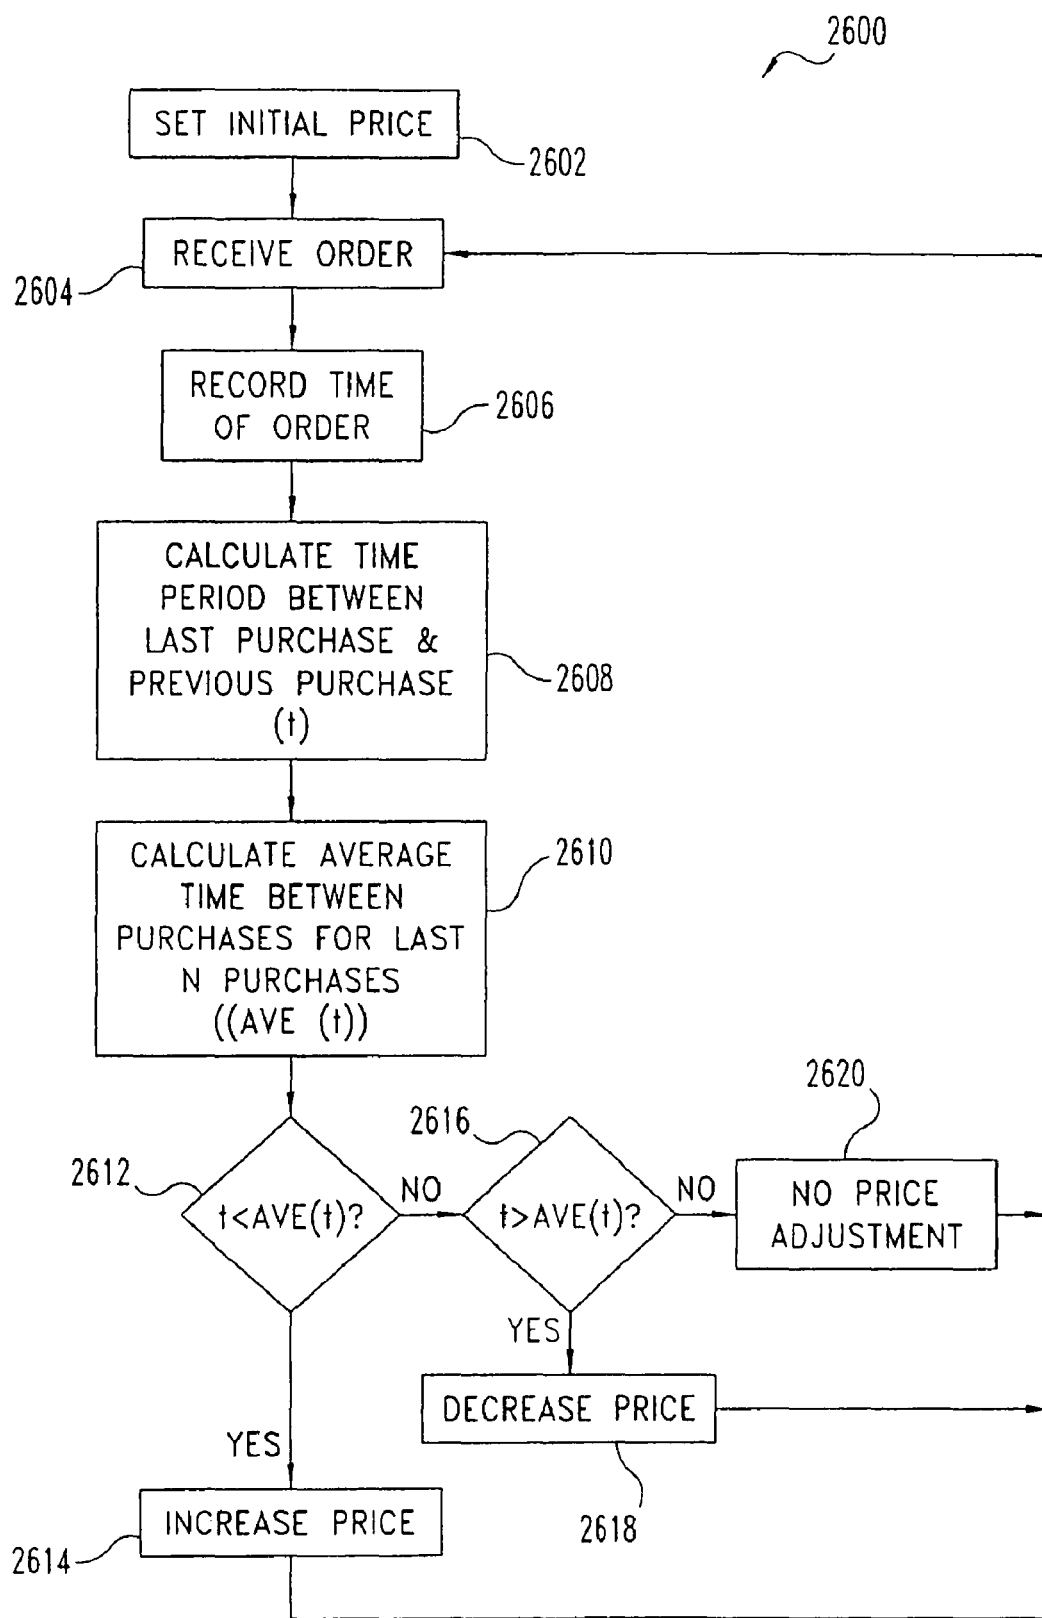 2600
SET INITIAL PRICE
2602
RECEIVE ORDER
2604
RECORD TIME
OF ORDER
2606
CALCULATE TIME
PERIOD BETWEEN
LAST PURCHASE &
PREVIOUS PURCHASE
(t)
2608
CALCULATE AVERAGE
TIME BETWEEN
PURCHASES FOR LAST
N PURCHASES
((AVE (t))
2610
2612
t<AVE(t)?
NO
2616
t>AVE(t)?
NO
2620
NO PRICE
ADJUSTMENT
YES
DECREASE PRICE
2618
YES
INCREASE PRICE
2614